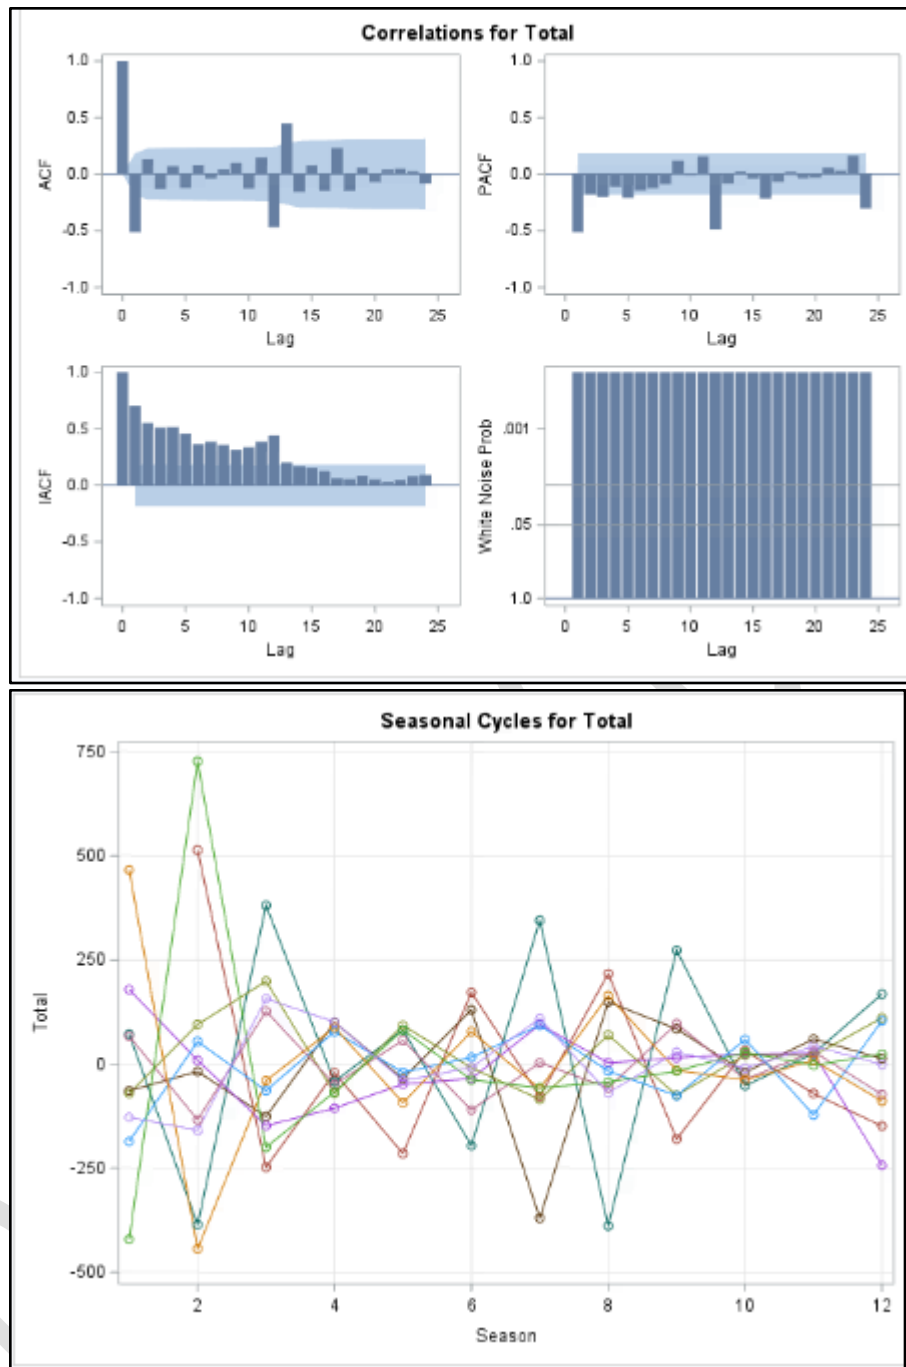 Correlations for Total
1.0
0.5
0.0
-0.5
-1.0
ACF
0 5 10 15 20 25
Lag
1.0
0.5
0.0
-0.5
-1.0
PACF
0 5 10 15 20 25
Lag
1.0
0.5
0.0
-0.5
-1.0
IACF
0 5 10 15 20 25
Lag
.001
.05
1.0
White Noise Prob
0 5 10 15 20 25
Lag
Seasonal Cycles for Total
750
500
250
0
-250
-500
Total
2 4 6 8 10 12
Season